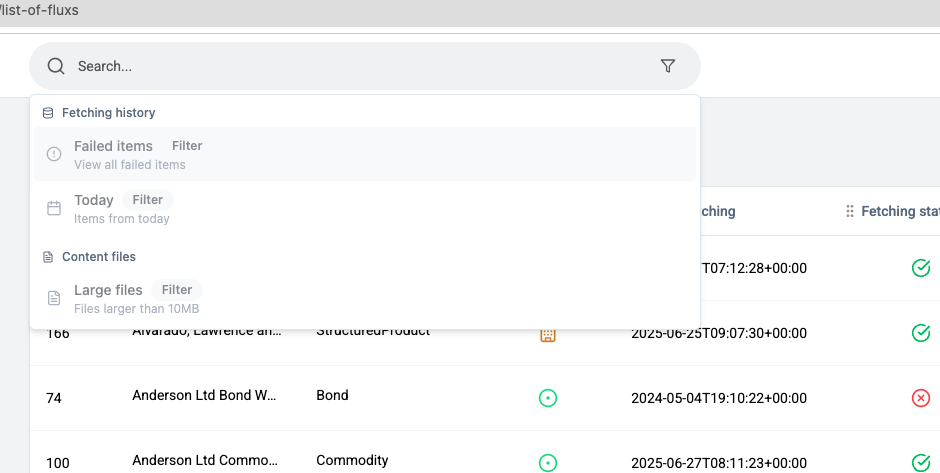 /list-of-fluxs
Search...
Fetching history
Failed items Filter
View all failed items
Today Filter
Items from today
Content files
Large files Filter
Files larger than 10MB
ching Fetching stat
T07:12:28+00:00
166 Alvarado, Lawrence an... StructuredProduct 2025-06-25T09:07:30+00:00
74 Anderson Ltd Bond W... Bond 2024-05-04T19:10:22+00:00
100 Anderson Ltd Commo... Commodity 2025-06-27T08:11:23+00:00